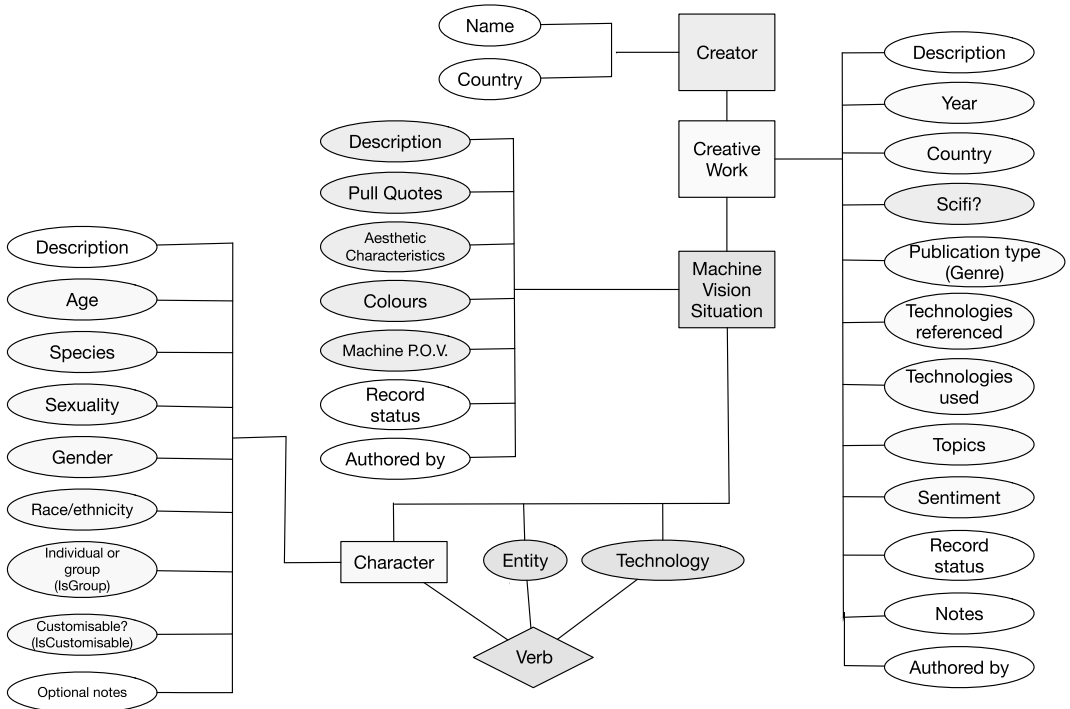 Name
Country
Creator
Creative
Work
Machine
Vision
Situation
Description
Year
Country
Scifi?
Publication type
(Genre)
Technologies
referenced
Technologies
used
Topics
Sentiment
Record
status
Notes
Authored by
Description
Pull Quotes
Aesthetic
Characteristics
Colours
Machine P.O.V.
Record
status
Authored by
Description
Age
Species
Sexuality
Gender
Race/ethnicity
Individual or
group
(IsGroup)
Customisable?
(IsCustomisable)
Optional notes
Character
Entity
Technology
Verb